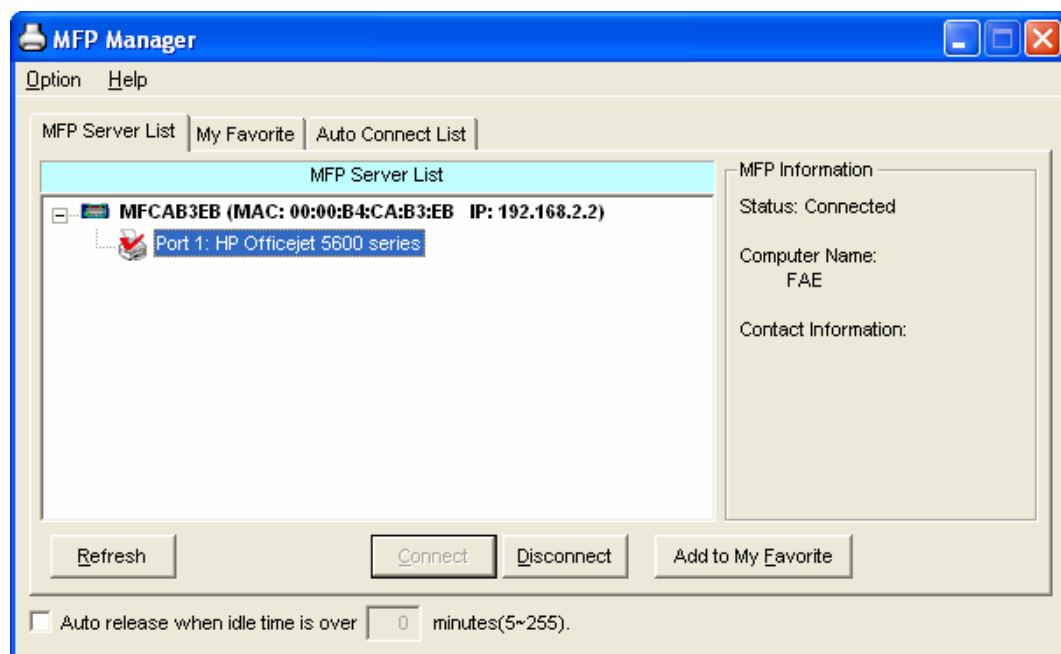 MFP Manager
Option Help
MFP Server List My Favorite Auto Connect List
MFP Server List
MFCAB3EB (MAC: 00:00:B4:CA:B3:EB IP: 192.168.2.2)
Port 1: HP Officejet 5600 series
MFP Information
Status: Connected
Computer Name:
FAE
Contact Information:
Refresh Connect Disconnect Add to My Favorite
Auto release when idle time is over 0 minutes(5~255).